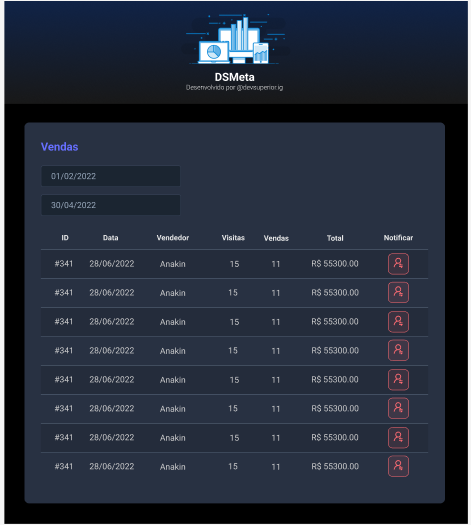 DSMeta
Desenvolvido por @devsuperior.ig
Vendas
01/02/2022
30/04/2022
ID Data Vendedor Visitas Vendas Total Notificar
#341 28/06/2022 Anakin 15 11 R$ 55300.00
#341 28/06/2022 Anakin 15 11 R$ 55300.00
#341 28/06/2022 Anakin 15 11 R$ 55300.00
#341 28/06/2022 Anakin 15 11 R$ 55300.00
#341 28/06/2022 Anakin 15 11 R$ 55300.00
#341 28/06/2022 Anakin 15 11 R$ 55300.00
#341 28/06/2022 Anakin 15 11 R$ 55300.00
#341 28/06/2022 Anakin 15 11 R$ 55300.00